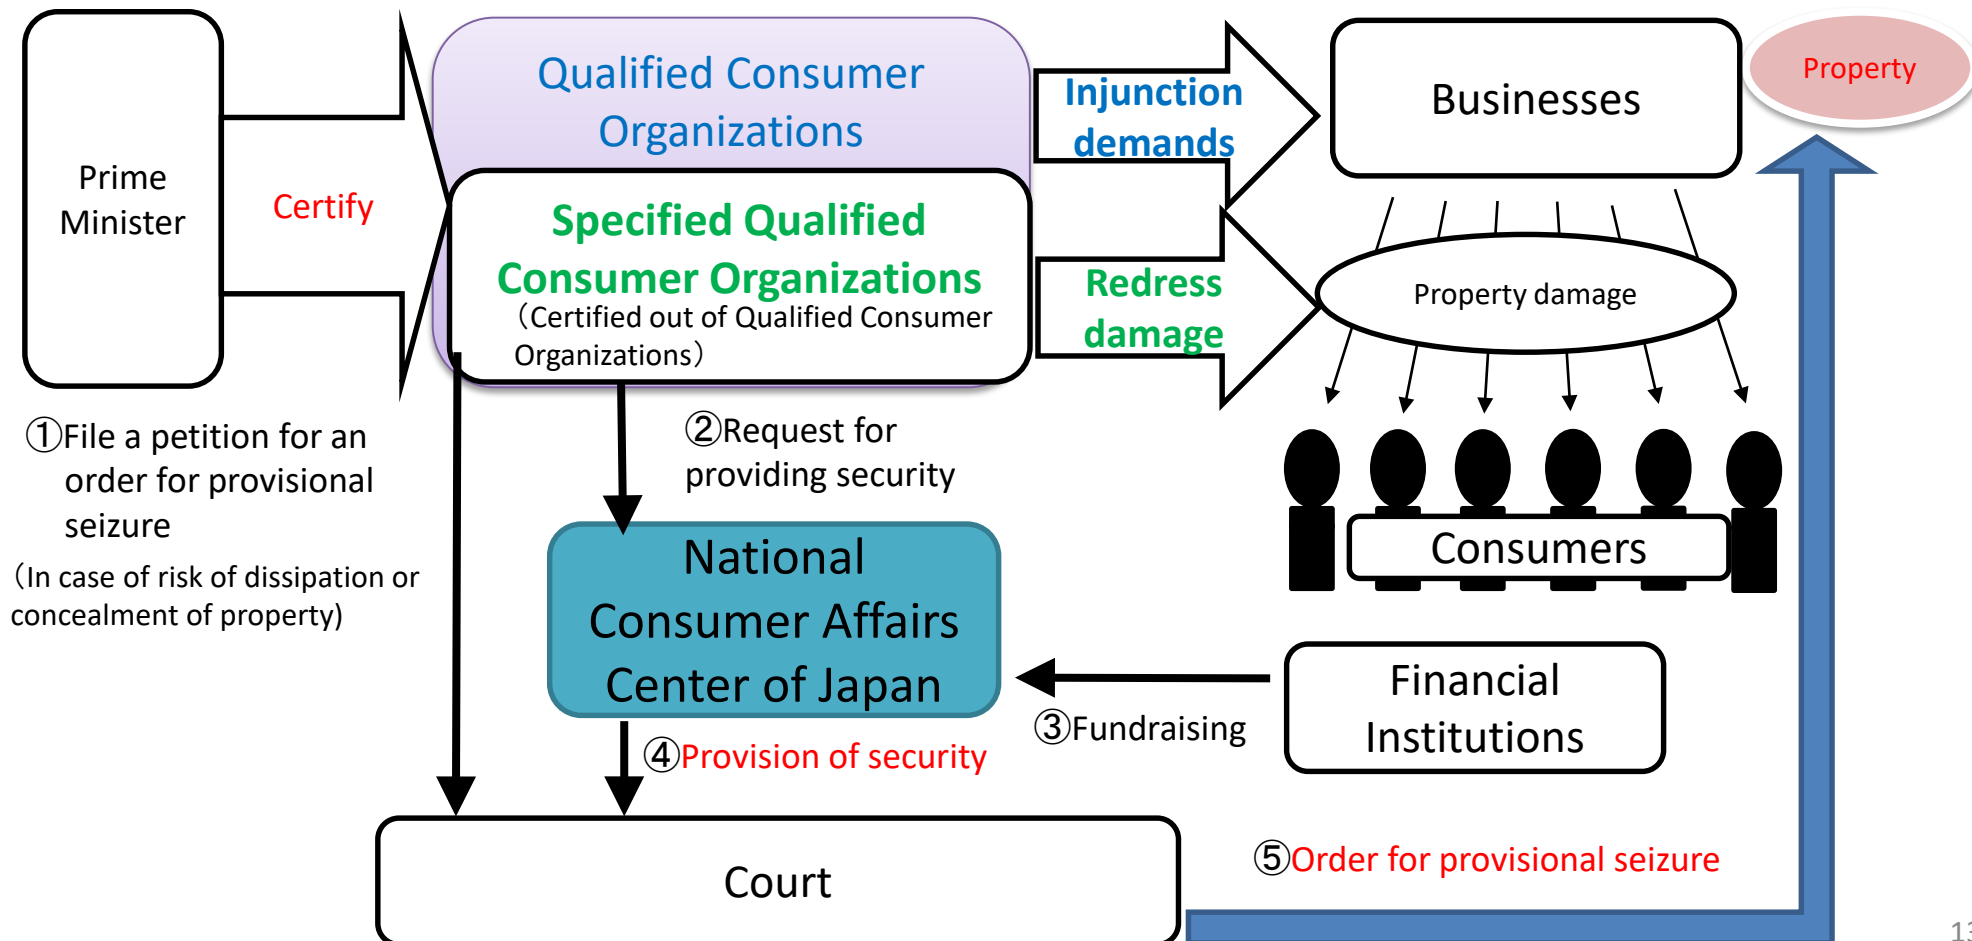 Prime
Minister
Certify
Qualified Consumer
Organizations
Specified Qualified
Consumer Organizations
（Certified out of Qualified Consumer
Organizations）
Injunction
demands
Redress
damage
Businesses
Property
Property damage
Consumers
①File a petition for an
order for provisional
seizure
（In case of risk of dissipation or
concealment of property)
②Request for
providing security
National
Consumer Affairs
Center of Japan
③Fundraising
Financial
Institutions
④Provision of security
Court
⑤Order for provisional seizure
13